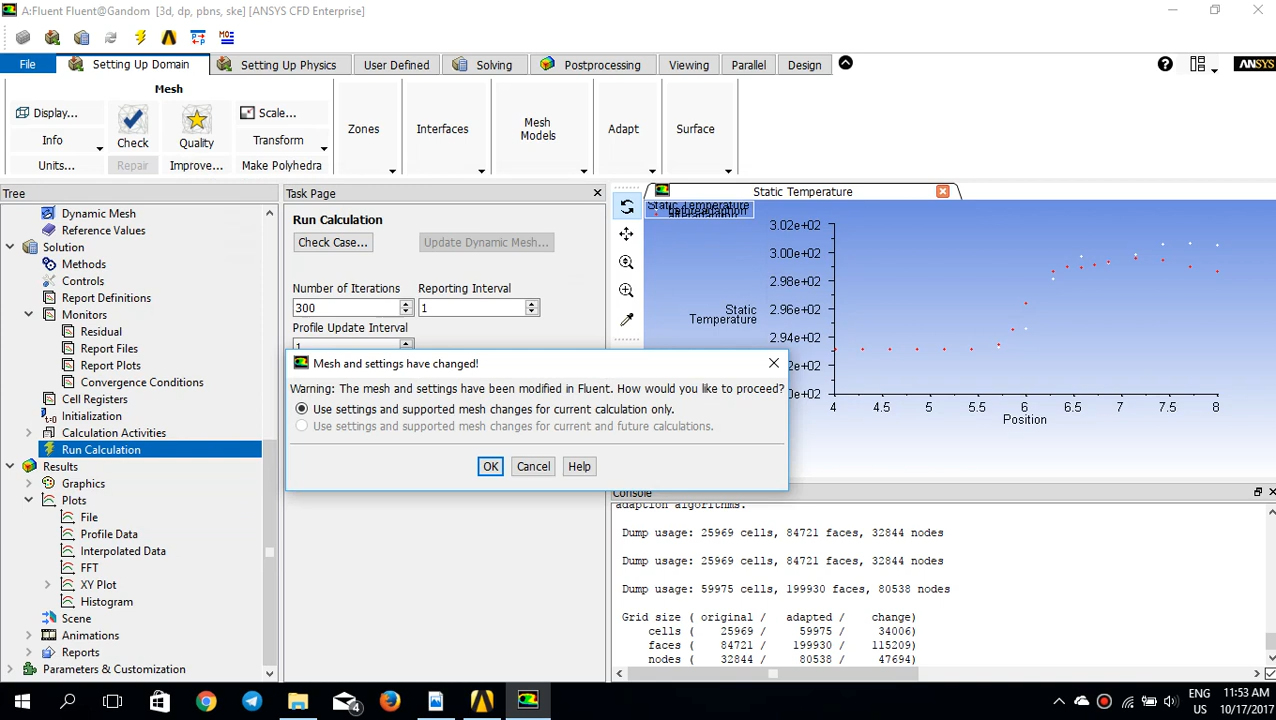 A:Fluent Fluent@Gandom [3d, dp, pbns, ske] [ANSYS CFD Enterprise]
File
Setting Up Domain
Setting Up Physics
User Defined
Solving
Postprocessing
Viewing
Parallel
Design
ANSYS
Mesh
Display...
Info
Units...
Check
Repair
Quality
Improve...
Scale...
Transform
Make Polyhedra
Zones
Interfaces
Mesh
Models
Adapt
Surface
Tree
Dynamic Mesh
Reference Values
Solution
Methods
Controls
Report Definitions
Monitors
Residual
Report Files
Report Plots
Convergence Conditions
Cell Registers
Initialization
Calculation Activities
Run Calculation
Results
Graphics
Plots
File
Profile Data
Interpolated Data
FFT
XY Plot
Histogram
Scene
Animations
Reports
Parameters & Customization
Task Page
Run Calculation
Check Case...
Update Dynamic Mesh...
Number of Iterations
Reporting Interval
300
1
Profile Update Interval
1
Mesh and settings have changed!
Warning: The mesh and settings have been modified in Fluent. How would you like to proceed?
Use settings and supported mesh changes for current calculation only.
Use settings and supported mesh changes for current and future calculations.
OK
Cancel
Help
Static Temperature
Static Temperature
3.02e+02
3.00e+02
2.98e+02
2.96e+02
2.94e+02
Static
Temperature
4 4.5 5 5.5 6 6.5 7 7.5 8
Position
Console
adaption algorithms.
Dump usage: 25969 cells, 84721 faces, 32844 nodes
Dump usage: 25969 cells, 84721 faces, 32844 nodes
Dump usage: 59975 cells, 199930 faces, 80538 nodes
Grid size ( original / adapted / change)
cells ( 25969 / 59975 / 34006)
faces ( 84721 / 199930 / 115209)
nodes ( 32844 / 80538 / 47694)
4
ENG
US
11:53 AM
10/17/2017